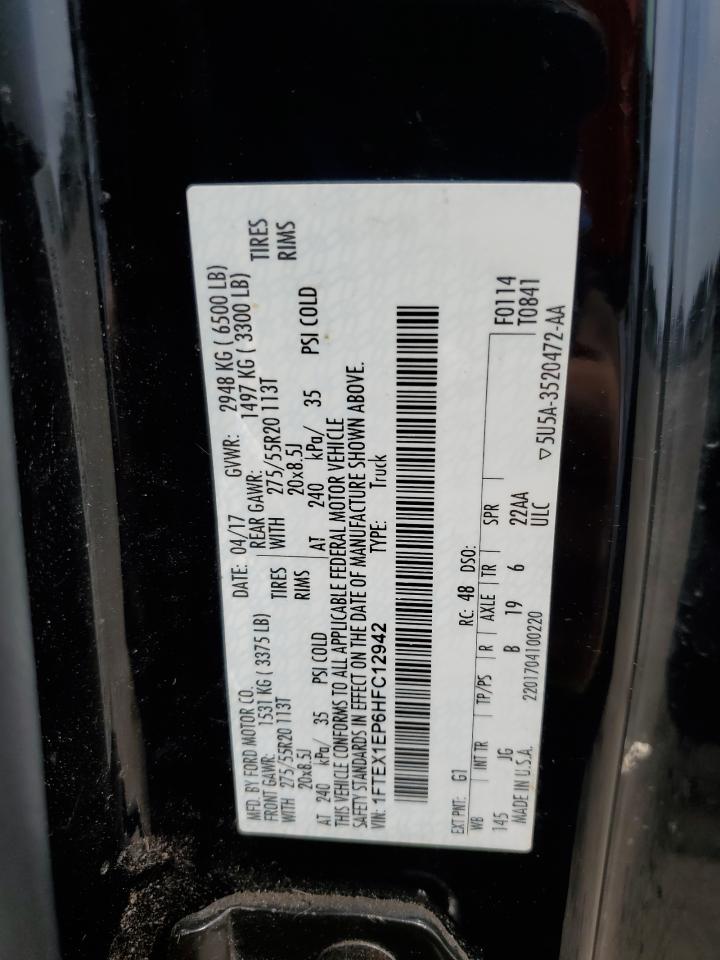 MFD. BY FORD MOTOR CO. DATE: 04/17 GVWR: 2948 KG ( 6500 LB)
FRONT GAWR: 1531 KG ( 3375 LB) REAR GAWR: 1497 KG ( 3300 LB)
WITH 275/55R20 113T TIRES WITH 275/55R20 113T TIRES
20x8.5J RIMS 20x8.5J RIMS
AT 240 kPa/ 35 PSI COLD AT 240 kPa/ 35 PSI COLD
THIS VEHICLE CONFORMS TO ALL APPLICABLE FEDERAL MOTOR VEHICLE
SAFETY STANDARDS IN EFFECT ON THE DATE OF MANUFACTURE SHOWN ABOVE.
VIN: 1FTEX1EP6HFC12942 TYPE: Truck
EXT PNT: G1 RC: 48 DSO: F0114
WB INT TR TP/PS R AXLE TR SPR T0841
145 JG B 19 6 22AA
MADE IN U.S.A. 2201704100220 ULC ▽5U5A-3520472-AA